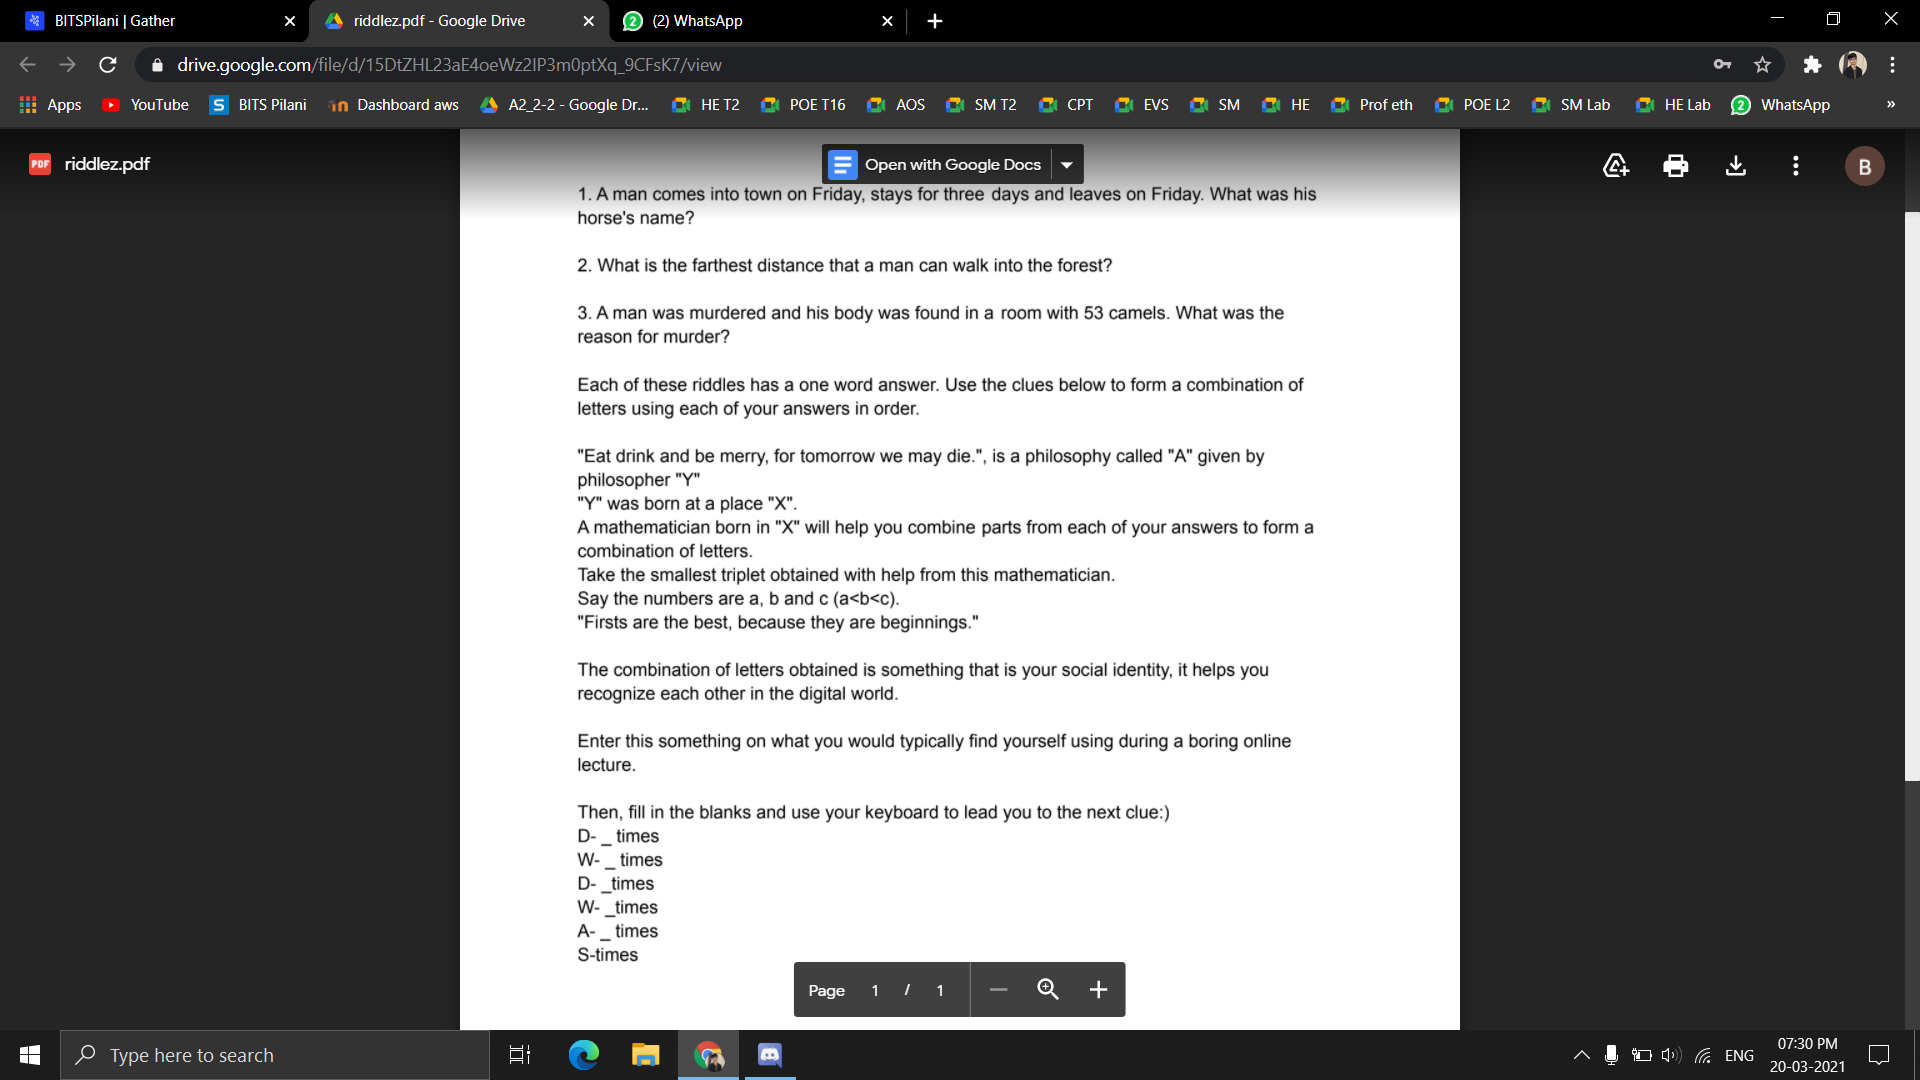 BITSPilani | Gather
riddlez.pdf - Google Drive
2 (2) WhatsApp
drive.google.com/file/d/15DtZHL23aE4oeWz2IP3m0ptXq_9CFsK7/view
Apps YouTube S BITS Pilani Dashboard aws A2_2-2 - Google Dr... HE T2 POE T16 AOS SM T2 CPT EVS SM HE Prof eth POE L2 SM Lab HE Lab 2 WhatsApp »
PDF riddlez.pdf
Open with Google Docs
B
1. A man comes into town on Friday, stays for three days and leaves on Friday. What was his
horse's name?
2. What is the farthest distance that a man can walk into the forest?
3. A man was murdered and his body was found in a room with 53 camels. What was the
reason for murder?
Each of these riddles has a one word answer. Use the clues below to form a combination of
letters using each of your answers in order.
"Eat drink and be merry, for tomorrow we may die.", is a philosophy called "A" given by
philosopher "Y"
"Y" was born at a place "X".
A mathematician born in "X" will help you combine parts from each of your answers to form a
combination of letters.
Take the smallest triplet obtained with help from this mathematician.
Say the numbers are a, b and c (a<b<c).
"Firsts are the best, because they are beginnings."
The combination of letters obtained is something that is your social identity, it helps you
recognize each other in the digital world.
Enter this something on what you would typically find yourself using during a boring online
lecture.
Then, fill in the blanks and use your keyboard to lead you to the next clue:)
D- _ times
W- _ times
D- _times
W- _times
A- _ times
S-times
Page 1 / 1
Type here to search
ENG
07:30 PM
20-03-2021